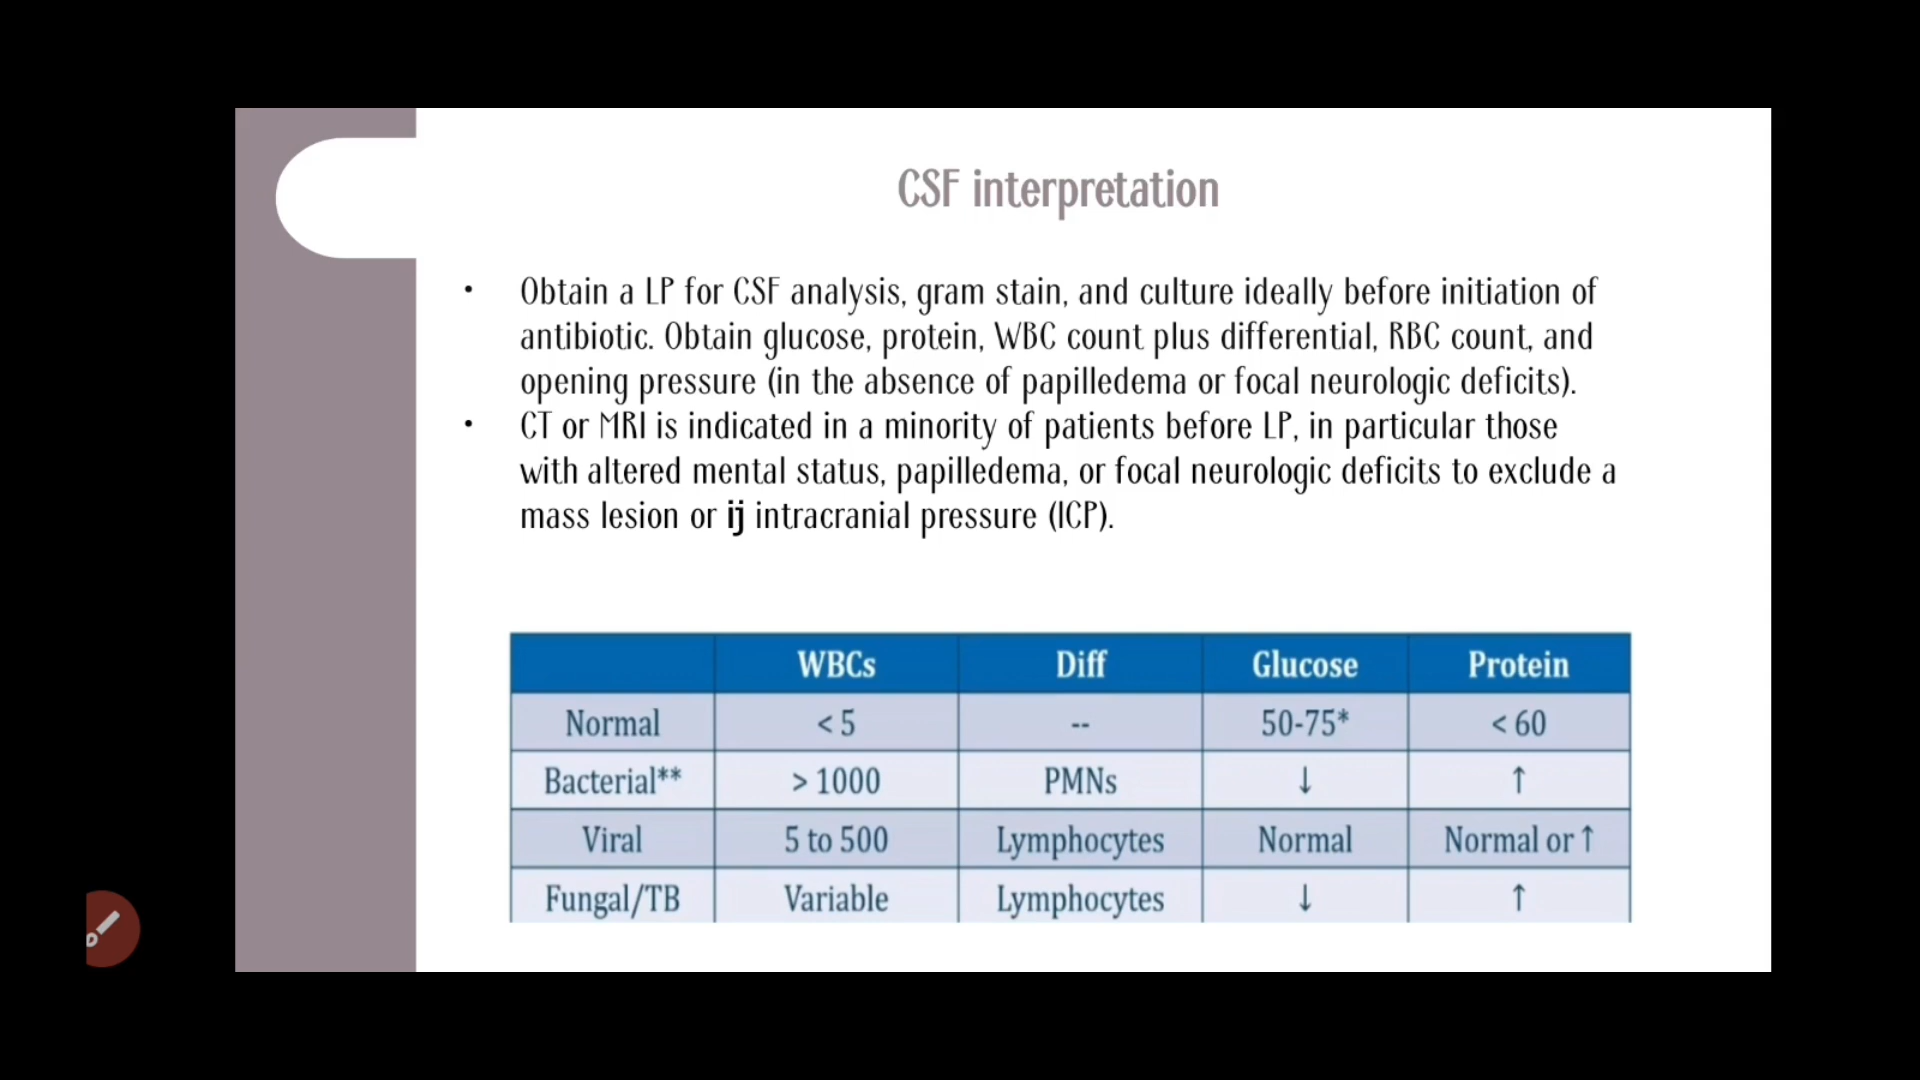 CSF interpretation
• Obtain a LP for CSF analysis, gram stain, and culture ideally before initiation of
antibiotic. Obtain glucose, protein, WBC count plus differential, RBC count, and
opening pressure (in the absence of papilledema or focal neurologic deficits).
• CT or MRI is indicated in a minority of patients before LP, in particular those
with altered mental status, papilledema, or focal neurologic deficits to exclude a
mass lesion or ij intracranial pressure (ICP).
WBCs Diff Glucose Protein
Normal < 5 -- 50-75* < 60
Bacterial** > 1000 PMNs ↓ ↑
Viral 5 to 500 Lymphocytes Normal Normal or ↑
Fungal/TB Variable Lymphocytes ↓ ↑